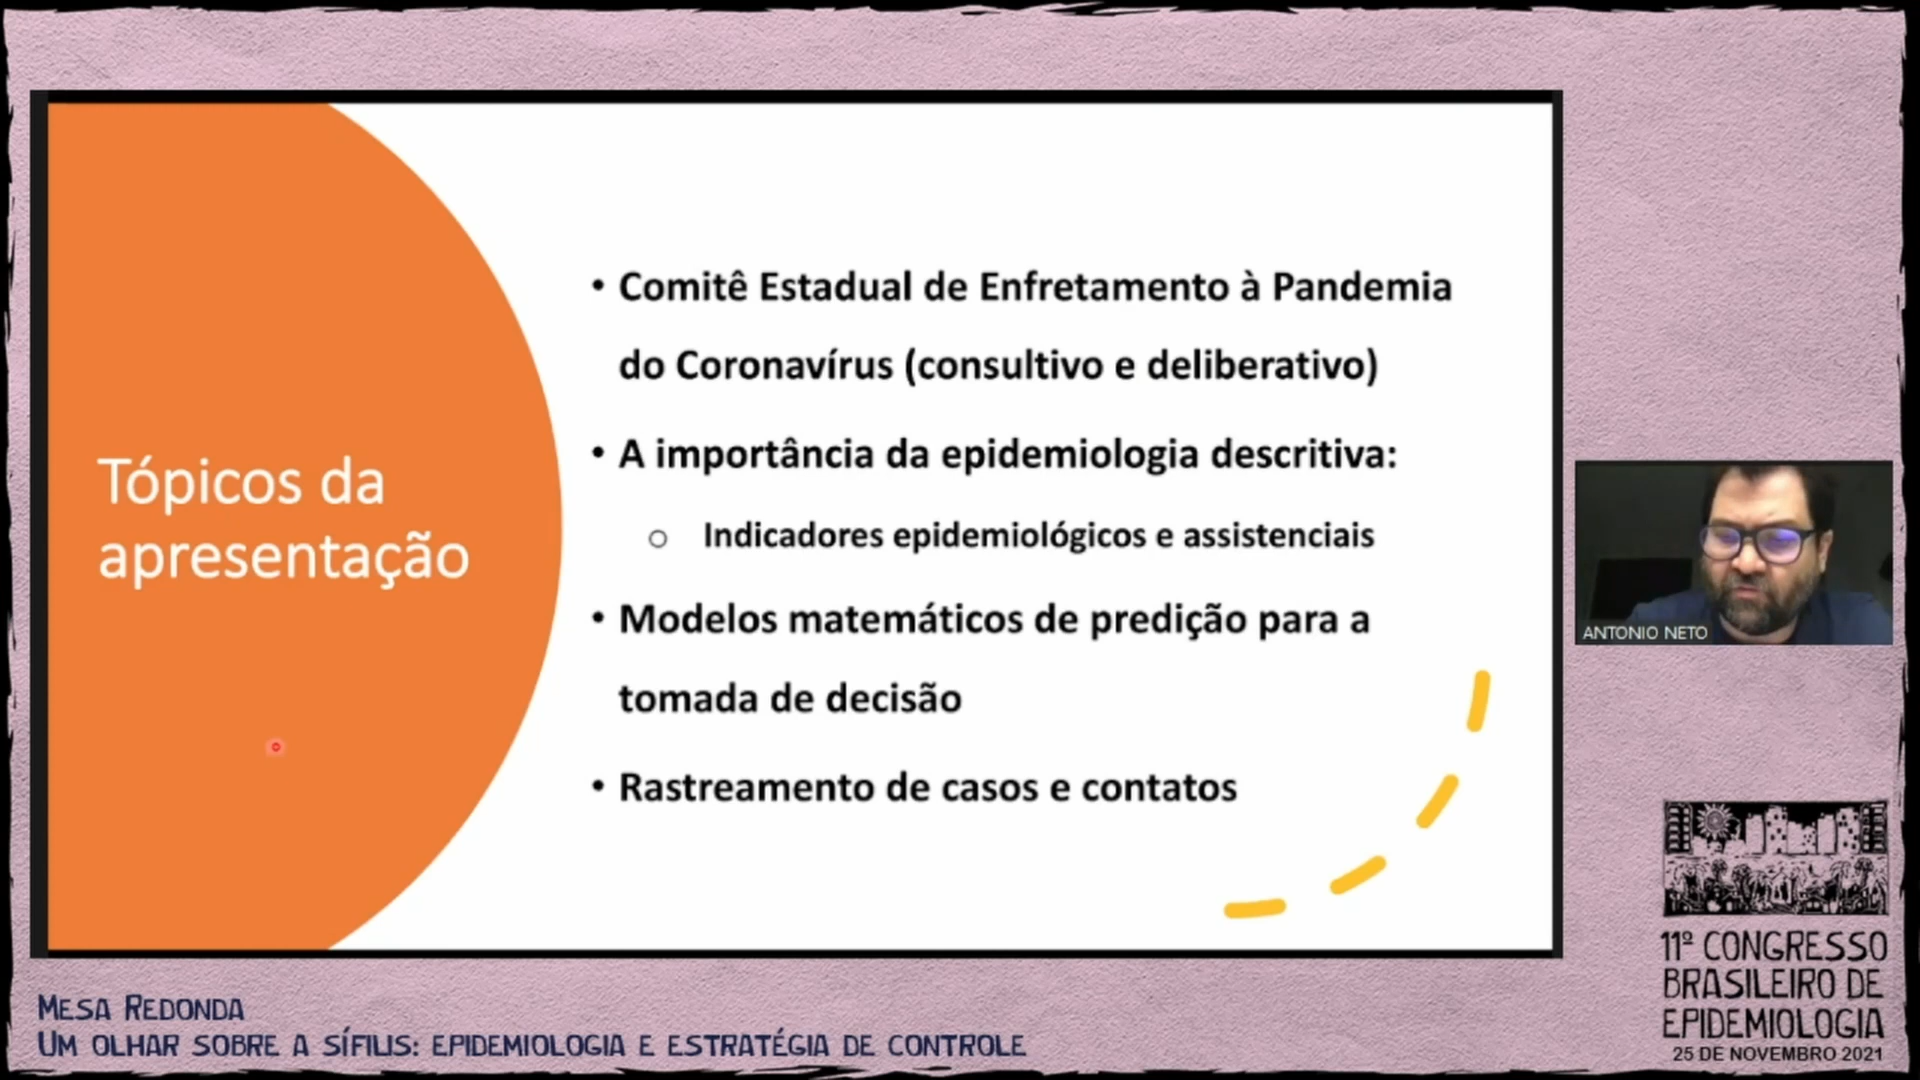 Tópicos da
apresentação
• Comitê Estadual de Enfretamento à Pandemia
do Coronavírus (consultivo e deliberativo)
• A importância da epidemiologia descritiva:
o Indicadores epidemiológicos e assistenciais
• Modelos matemáticos de predição para a
tomada de decisão
• Rastreamento de casos e contatos
ANTONIO NETO
11º CONGRESSO
BRASILEIRO DE
EPIDEMIOLOGIA
25 DE NOVEMBRO 2021
MESA REDONDA
UM OLHAR SOBRE A SÍFILIS: EPIDEMIOLOGIA E ESTRATÉGIA DE CONTROLE